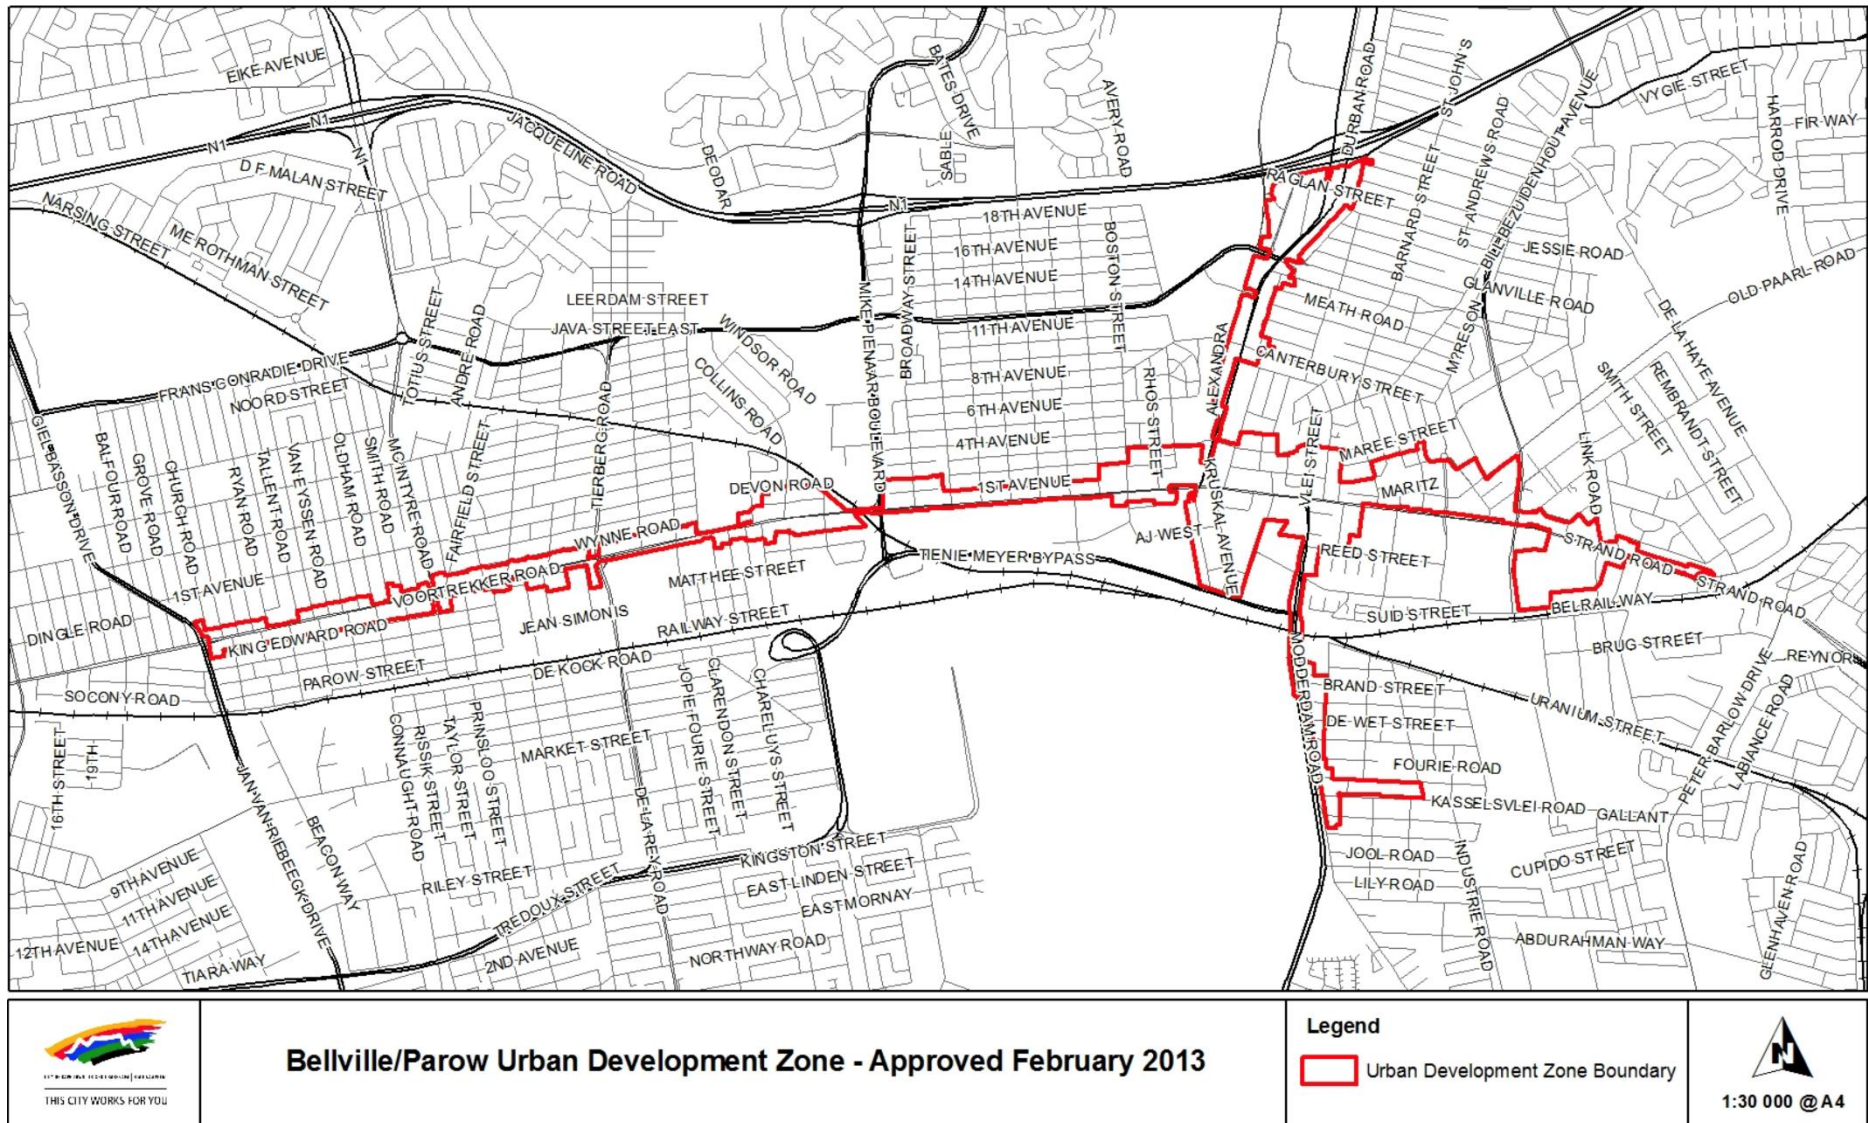 EIKE AVENUE
BATES DRIVE
DURBAN ROAD
ST JOHN'S
VYGIE STREET
AVERY ROAD
HARROD DRIVE
FIR WAY
N1
N1
N1
JACQUELINE ROAD
DEODAR
SABLE
ST ANDREWS ROAD
BILL BEZUIDENHOUT AVENUE
D F MALAN STREET
RAGLAN STREET
BARNARD STREET
NARSING STREET
ME ROTHMAN STREET
N1
18TH AVENUE
16TH AVENUE
14TH AVENUE
BOSTON STREET
JESSIE ROAD
GLANVILLE ROAD
OLD PAARL ROAD
MIKE PIENAAR BOULEVARD
BROADWAY STREET
LEERDAM STREET
JAVA STREET EAST
WINDSOR ROAD
11TH AVENUE
MEATH ROAD
M?RESON
DE LA HAYE AVENUE
TOTIUS STREET
ANDRE ROAD
FRANS CONRADIE DRIVE
NOORD STREET
COLLINS ROAD
8TH AVENUE
6TH AVENUE
4TH AVENUE
RHOS STREET
ALEXANDRA
CANTERBURY STREET
SMITH STREET
REMBRANDT STREET
GIEL BASSON DRIVE
BALFOUR ROAD
GROVE ROAD
CHURCH ROAD
RYAN ROAD
TALLENT ROAD
VAN EYSSEN ROAD
OLDHAM ROAD
SMITH ROAD
MCINTYRE ROAD
FAIRFIELD STREET
TIERBERG ROAD
DEVON ROAD
1ST AVENUE
KRUSKAL AVENUE
VLEI STREET
MAREE STREET
MARITZ
LINK ROAD
WYNNE ROAD
AJ WEST
REED STREET
STRAND ROAD
STRAND ROAD
TIENIE MEYER BYPASS
VOORTREKKER ROAD
MATTHEE STREET
1ST AVENUE
DINGLE ROAD
KING EDWARD ROAD
JEAN SIMONIS
RAILWAY STREET
SUID STREET
BELRAIL WAY
BRUG STREET
REYNOR
PAROW STREET
DE KOCK ROAD
SOCONY ROAD
MODDERDAM ROAD
BRAND STREET
DE WET STREET
URANIUM STREET
PETER BARLOW DRIVE
LABIANCE ROAD
16TH STREET
19TH
CONNAUGHT ROAD
RISSIK STREET
TAYLOR STREET
PRINSLOO STREET
MARKET STREET
JOPIE FOURIE STREET
CLARENDON STREET
CHAREL UYS STREET
FOURIE ROAD
KASSELSVLEI ROAD
GALLANT
JAN VAN RIEBEECK DRIVE
BEACON WAY
DE LA REY ROAD
KINGSTON STREET
JOOL ROAD
CUPIDO STREET
9TH AVENUE
RILEY STREET
EAST LINDEN STREET
LILY ROAD
INDUSTRIE ROAD
11TH AVENUE
TREDOUX STREET
EAST MORNAY
GLENHAVEN ROAD
12TH AVENUE
14TH AVENUE
TIARA WAY
2ND AVENUE
NORTHWAY ROAD
ABDURAHMAN WAY
THIS CITY WORKS FOR YOU
Bellville/Parow Urban Development Zone - Approved February 2013
Legend
Urban Development Zone Boundary
N
1:30 000 @ A4